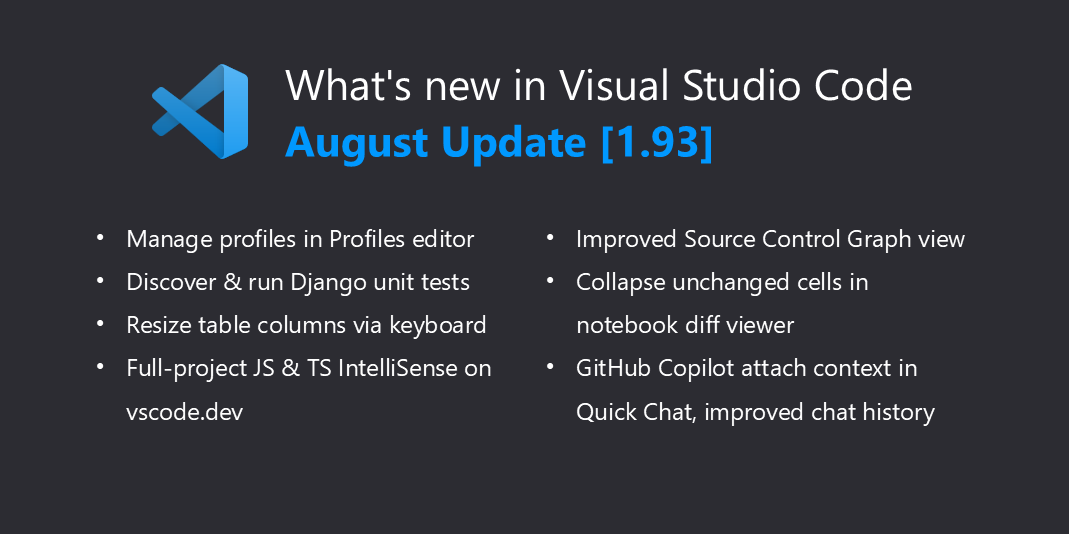 What's new in Visual Studio Code
August Update [1.93]
• Manage profiles in Profiles editor
• Discover & run Django unit tests
• Resize table columns via keyboard
• Full-project JS & TS IntelliSense on
vscode.dev
• Improved Source Control Graph view
• Collapse unchanged cells in
notebook diff viewer
• GitHub Copilot attach context in
Quick Chat, improved chat history